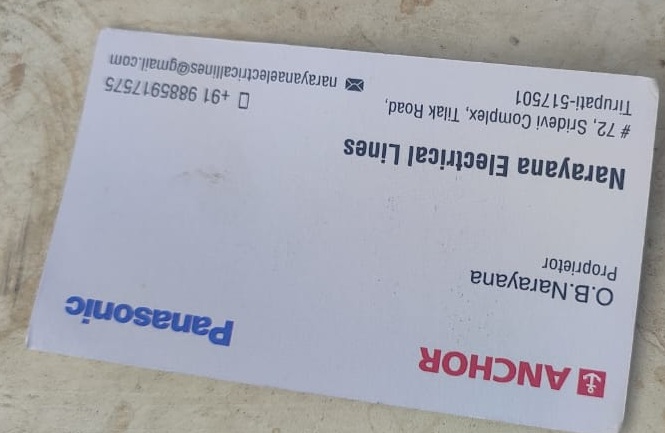 ANCHOR
Panasonic
O.B.Narayana
Proprietor
Narayana Electrical Lines
# 72, Sridevi Complex, Tilak Road,
Tirupati-517501
+91 9885917575
narayanaelectricallines@gmail.com